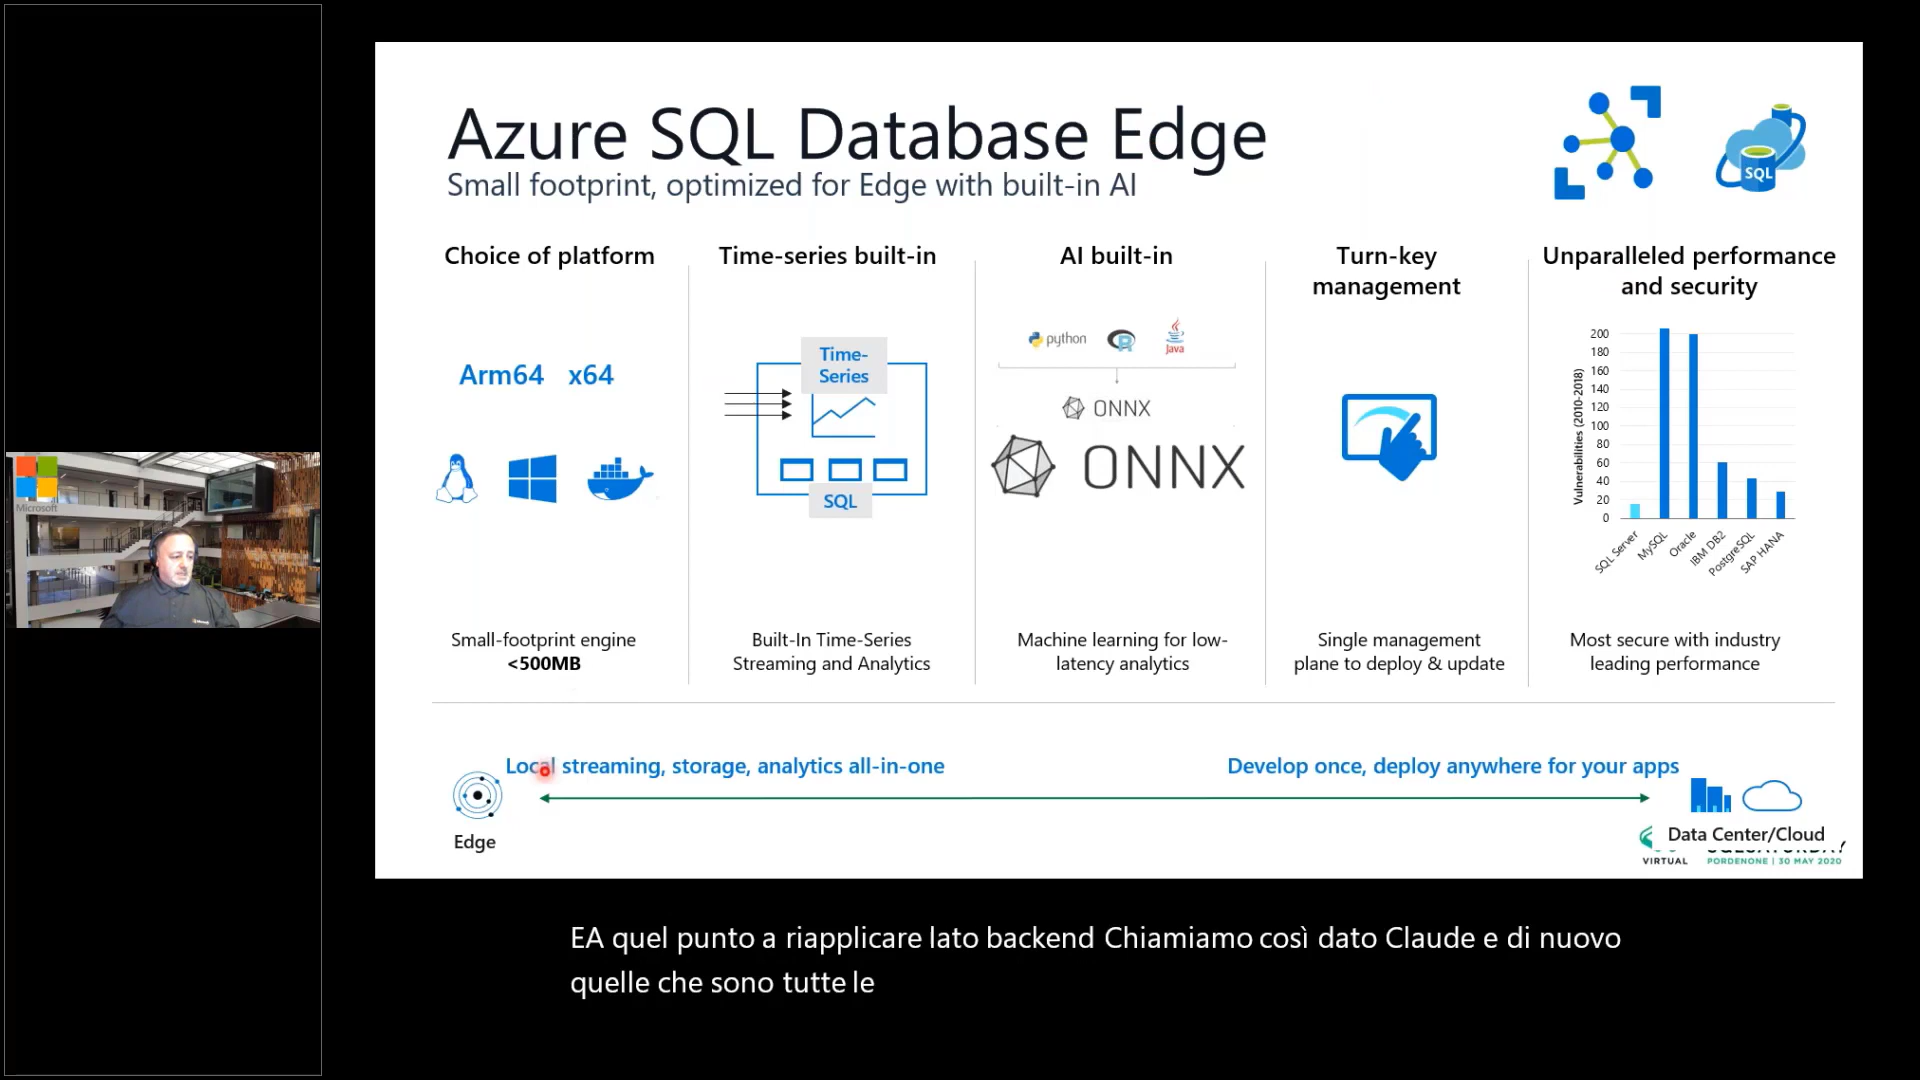 Azure SQL Database Edge
Small footprint, optimized for Edge with built-in AI
SQL
Choice of platform
Arm64 x64
Small-footprint engine
<500MB
Time-series built-in
Time-
Series
SQL
Built-In Time-Series
Streaming and Analytics
AI built-in
python
R
Java
ONNX
ONNX
Machine learning for low-
latency analytics
Turn-key
management
Single management
plane to deploy & update
Unparalleled performance
and security
Vulnerabilities (2010-2018)
200
180
160
140
120
100
80
60
40
20
0
SQL Server
MySQL
Oracle
IBM DB2
PostgreSQL
SAP HANA
Most secure with industry
leading performance
Local streaming, storage, analytics all-in-one
Develop once, deploy anywhere for your apps
Edge
Data Center/Cloud
VIRTUAL
PORDENONE | 30 MAY 2020
Microsoft
EA quel punto a riapplicare lato backend Chiamiamo così dato Claude e di nuovo
quelle che sono tutte le